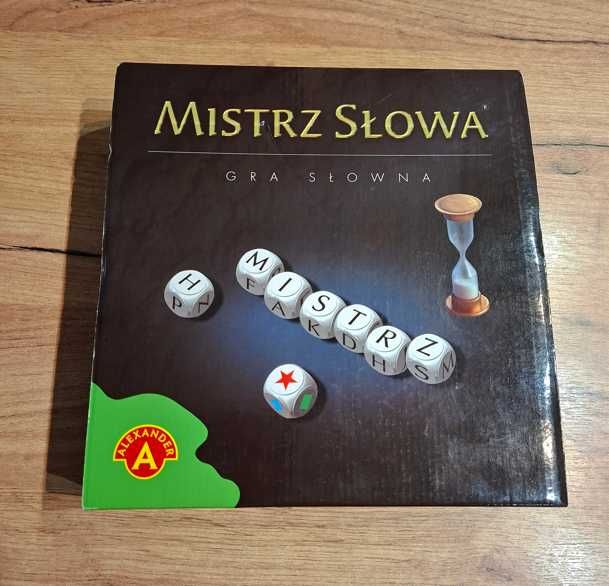 MISTRZ SŁOWA
GRA SŁOWNA
H
P N
M I S T R Z
F A K D H S M
ALEXANDER
A